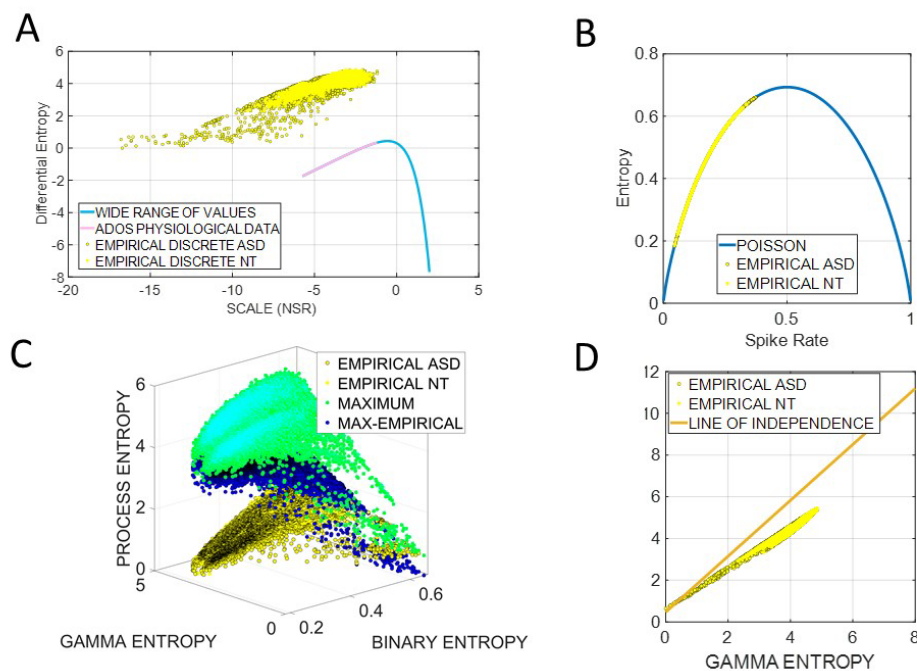 A
6
4
2
0
-2
-4
-6
-8
Differential Entropy
WIDE RANGE OF VALUES
ADOS PHYSIOLOGICAL DATA
EMPIRICAL DISCRETE ASD
EMPIRICAL DISCRETE NT
-20
-15
-10
-5
0
5
SCALE (NSR)
B
0.8
0.6
0.4
0.2
0
Entropy
POISSON
EMPIRICAL ASD
EMPIRICAL NT
0
0.5
1
Spike Rate
C
6
4
2
0
PROCESS ENTROPY
EMPIRICAL ASD
EMPIRICAL NT
MAXIMUM
MAX-EMPIRICAL
5
0
GAMMA ENTROPY
0.2
0.4
0.6
BINARY ENTROPY
D
12
10
8
6
4
2
0
EMPIRICAL ASD
EMPIRICAL NT
LINE OF INDEPENDENCE
0
2
4
6
8
GAMMA ENTROPY